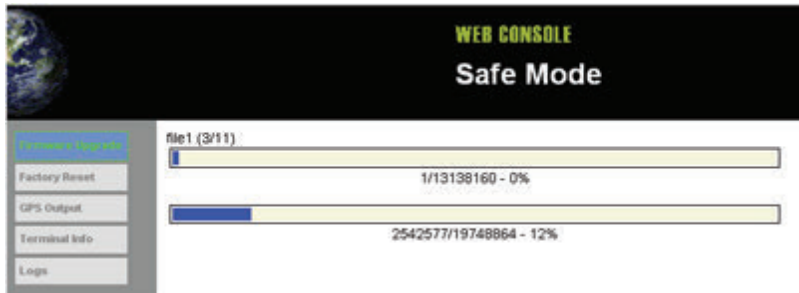 WEB CONSOLE
Safe Mode
Firmware Upgrade
Factory Reset
GPS Output
Terminal Info
Logs
file1 (3/11)
1/13138160 - 0%
2542577/19748864 - 12%